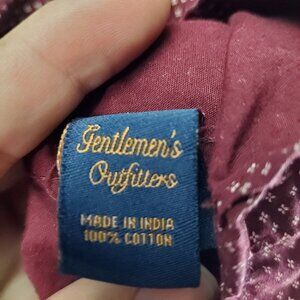 Gentlemen's
Outfitters
MADE IN INDIA
100% COTTON